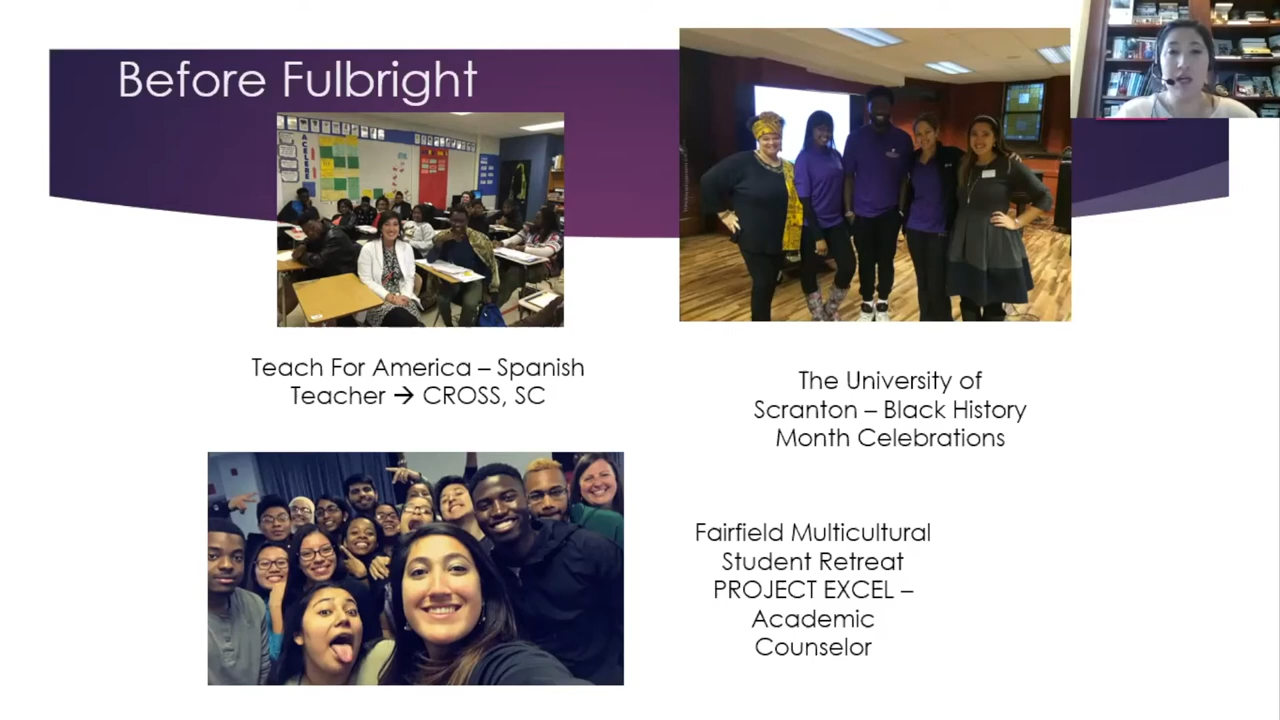 Before Fulbright
Teach For America – Spanish
Teacher → CROSS, SC
The University of
Scranton – Black History
Month Celebrations
Fairfield Multicultural
Student Retreat
PROJECT EXCEL –
Academic
Counselor